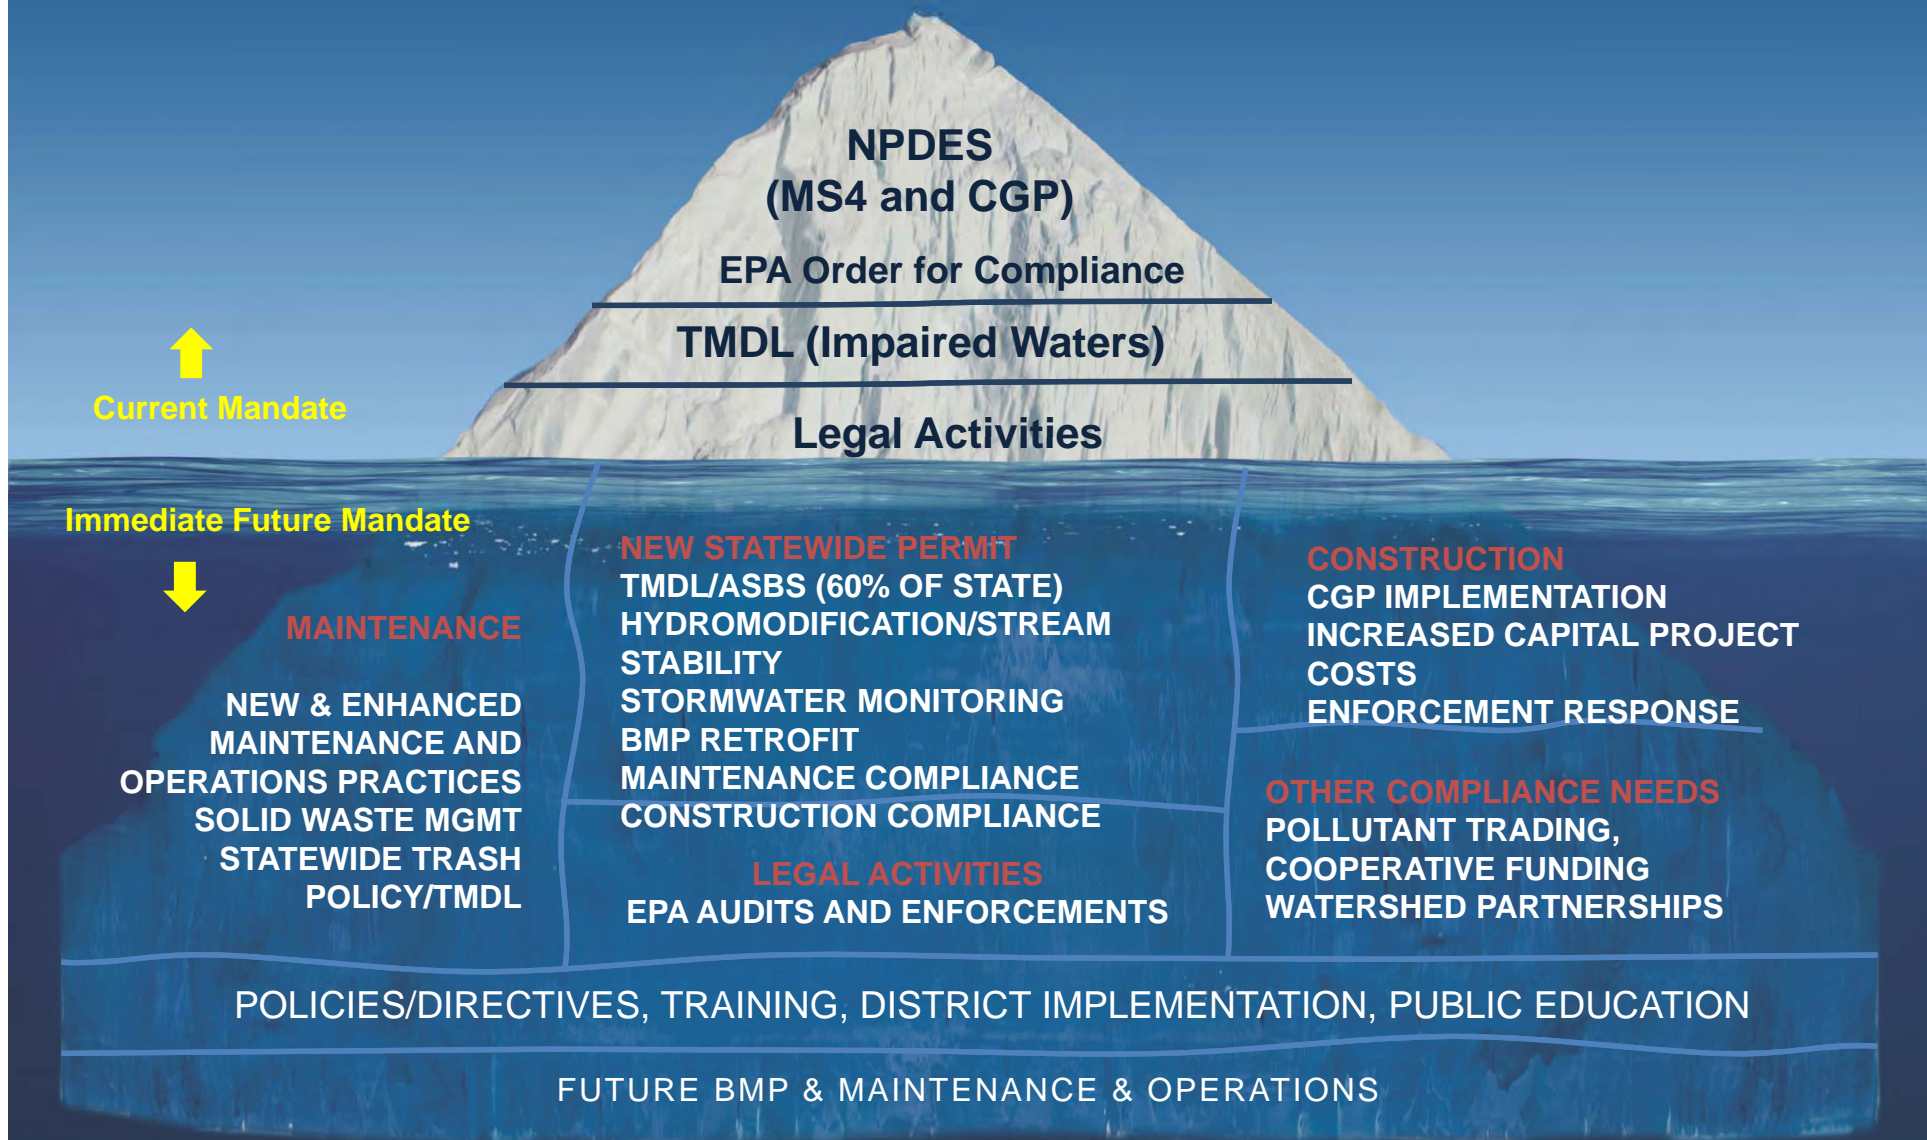 NPDES
(MS4 and CGP)
EPA Order for Compliance
TMDL (Impaired Waters)
Legal Activities
Current Mandate
Immediate Future Mandate
MAINTENANCE
NEW & ENHANCED
MAINTENANCE AND
OPERATIONS PRACTICES
SOLID WASTE MGMT
STATEWIDE TRASH
POLICY/TMDL
NEW STATEWIDE PERMIT
TMDL/ASBS (60% OF STATE)
HYDROMODIFICATION/STREAM
STABILITY
STORMWATER MONITORING
BMP RETROFIT
MAINTENANCE COMPLIANCE
CONSTRUCTION COMPLIANCE
LEGAL ACTIVITIES
EPA AUDITS AND ENFORCEMENTS
CONSTRUCTION
CGP IMPLEMENTATION
INCREASED CAPITAL PROJECT
COSTS
ENFORCEMENT RESPONSE
OTHER COMPLIANCE NEEDS
POLLUTANT TRADING,
COOPERATIVE FUNDING
WATERSHED PARTNERSHIPS
POLICIES/DIRECTIVES, TRAINING, DISTRICT IMPLEMENTATION, PUBLIC EDUCATION
FUTURE BMP & MAINTENANCE & OPERATIONS